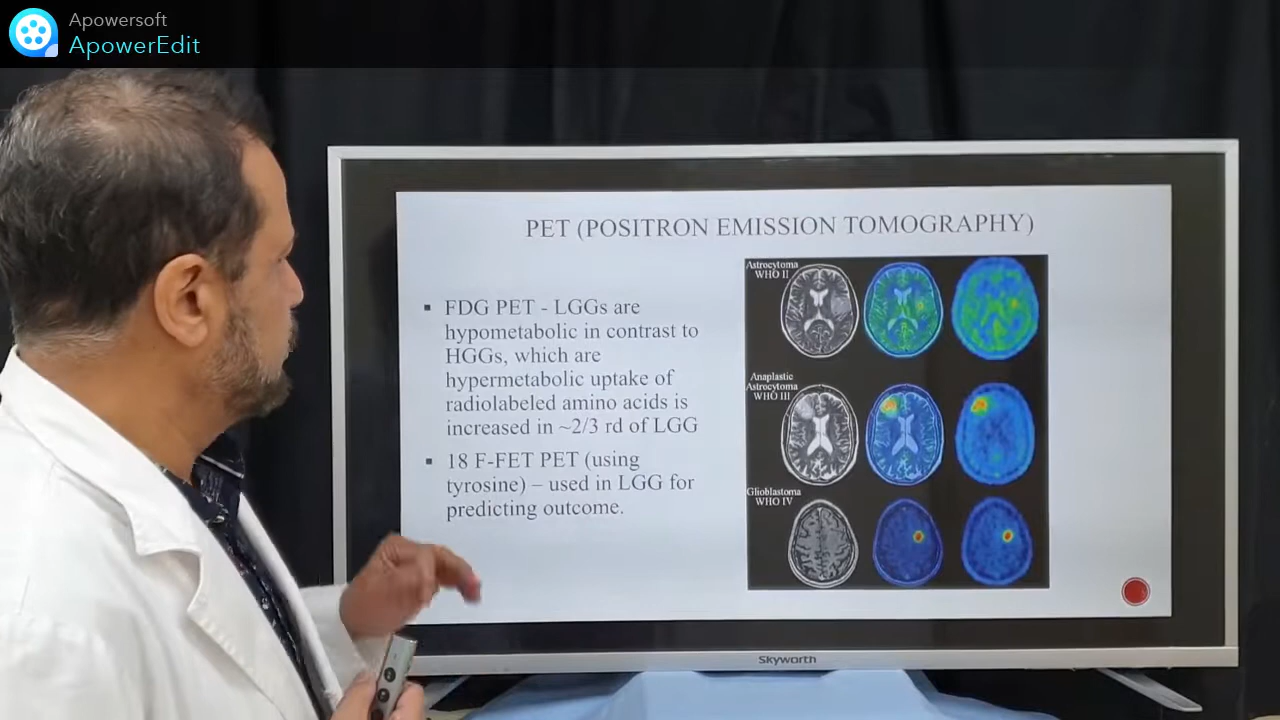 Apowersoft
ApowerEdit
PET (POSITRON EMISSION TOMOGRAPHY)
▪ FDG PET - LGGs are
hypometabolic in contrast to
HGGs, which are
hypermetabolic uptake of
radiolabeled amino acids is
increased in ~2/3 rd of LGG
▪ 18 F-FET PET (using
tyrosine) – used in LGG for
predicting outcome.
Astrocytoma
WHO II
Anaplastic
Astrocytoma
WHO III
Glioblastoma
WHO IV
Skyworth